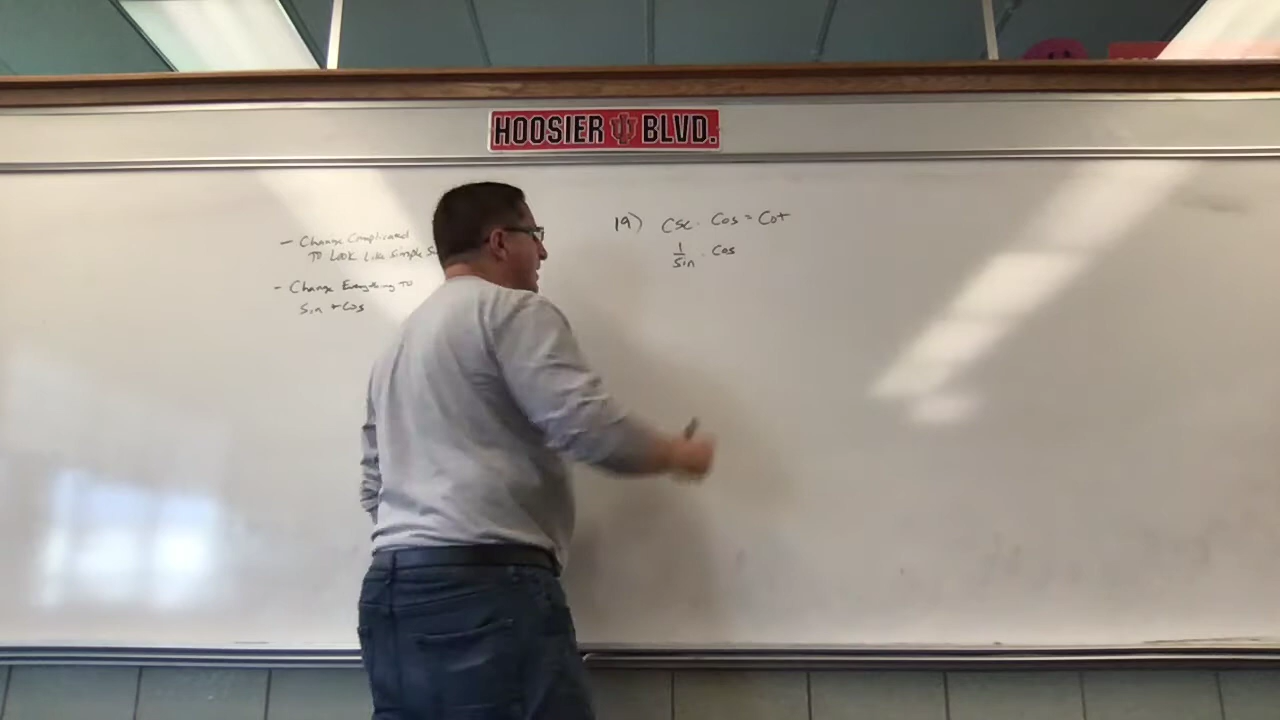 HOOSIER BLVD.
- Change Complicated
TO Look Like Simple
- Change Everything TO
Sin + Cos
19) Csc · Cos = Cot
1/Sin · Cos